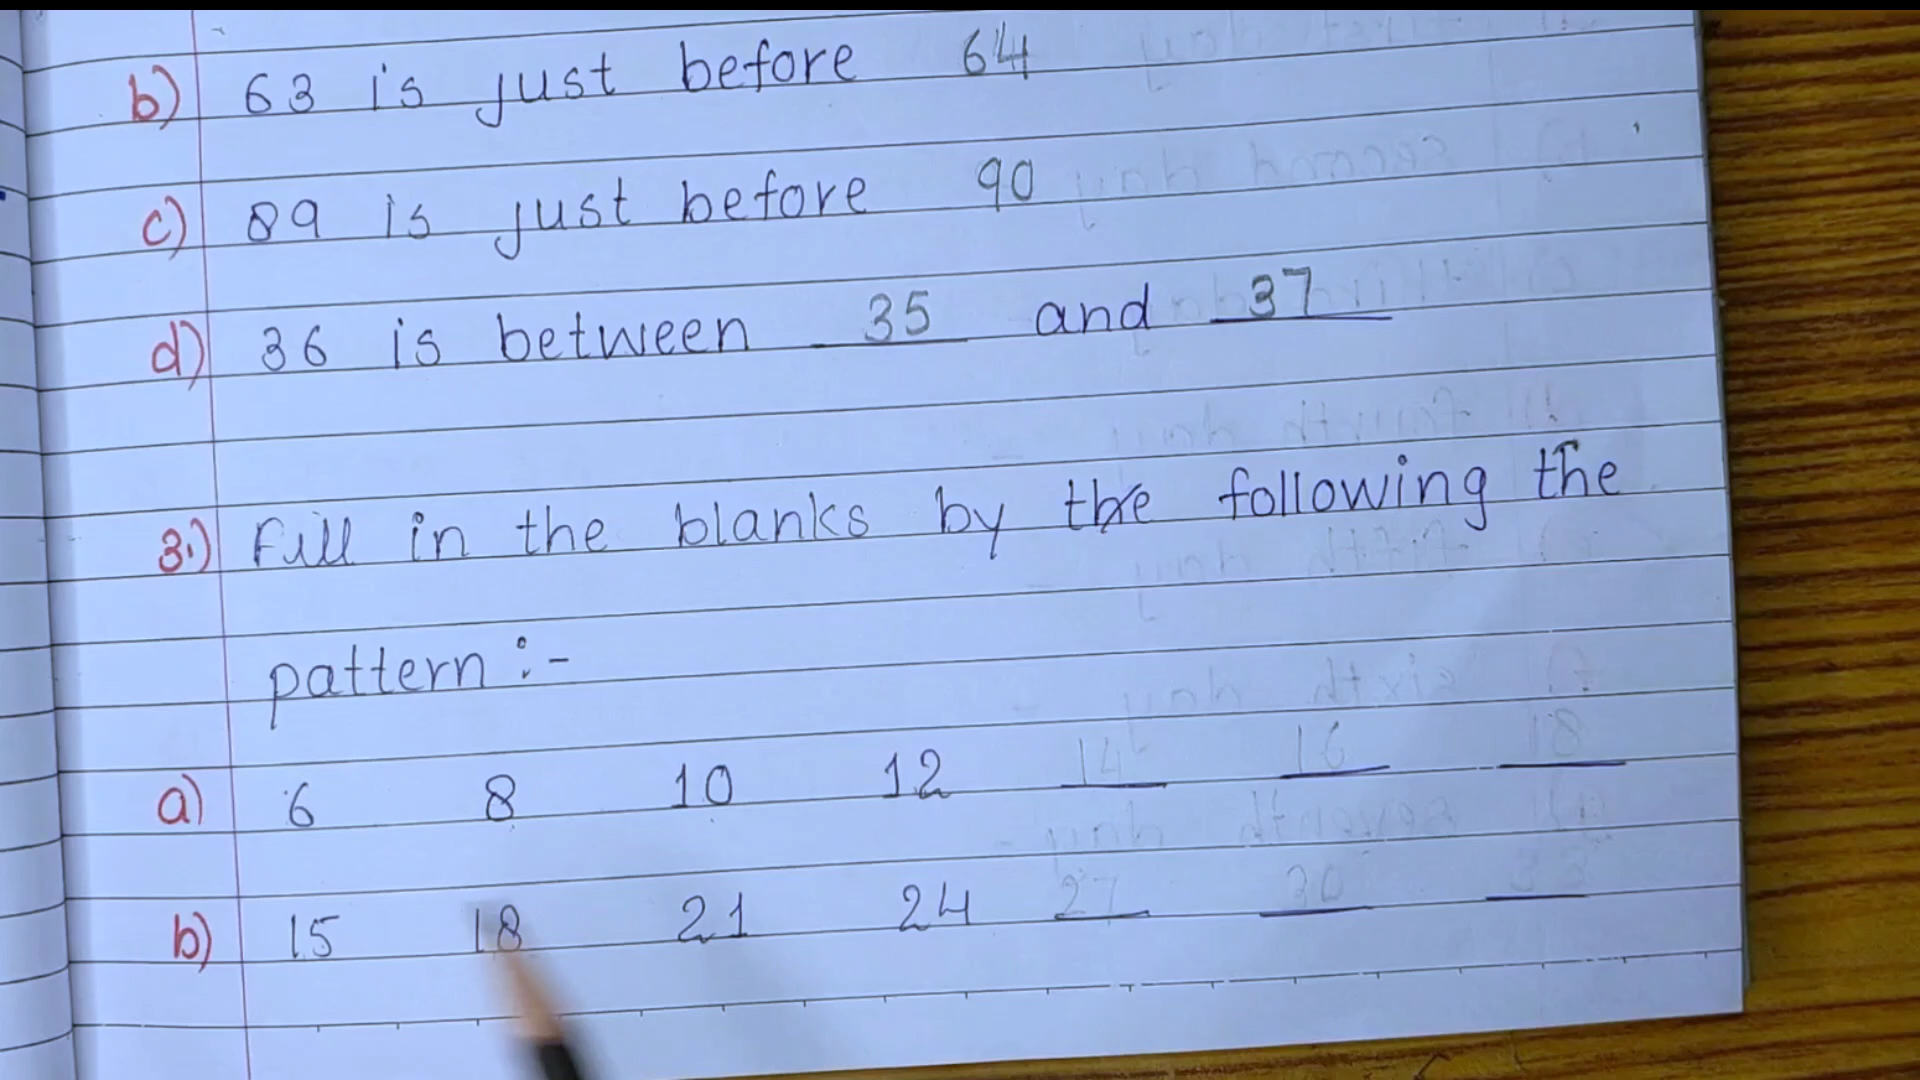 b) 63 is just before 64
c) 89 is just before 90
d) 36 is between 35 and 37
3.) Fill in the blanks by the following the
pattern :-
a) 6 8 10 12 14 16 18
b) 15 18 21 24 27 30 33